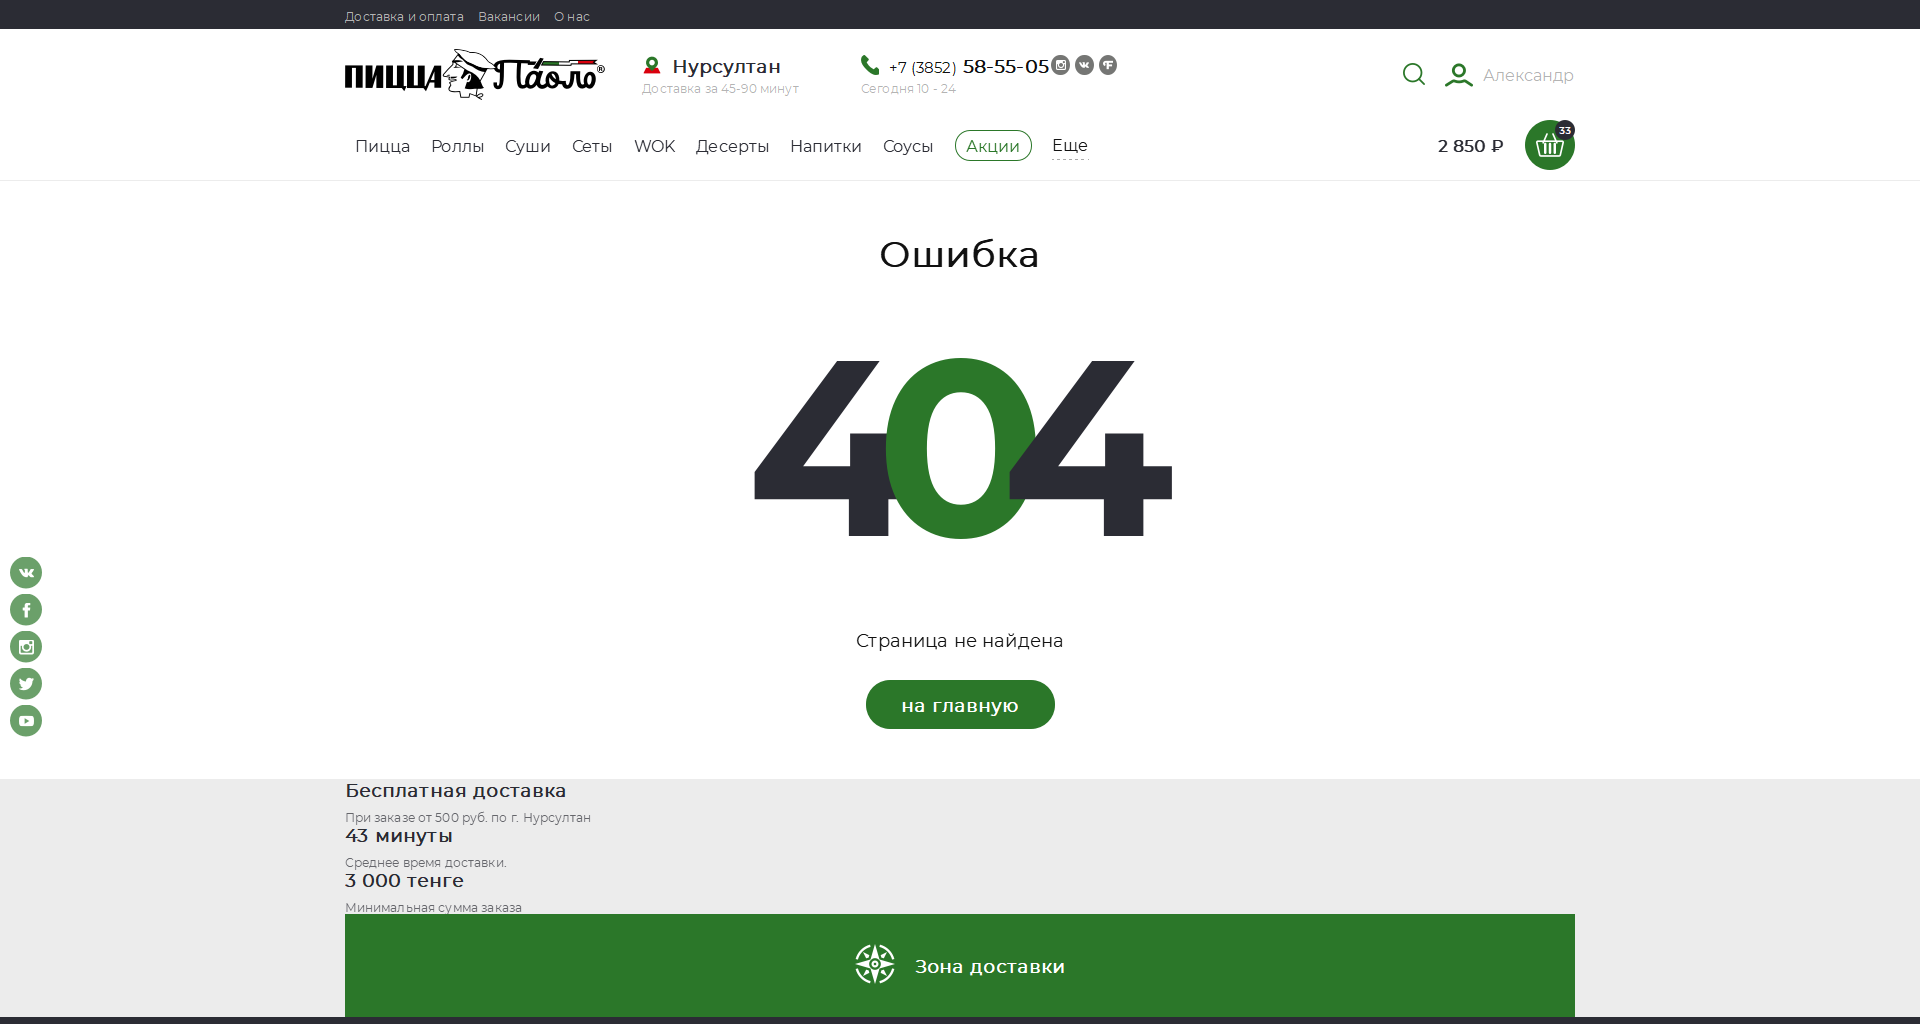 Доставка и оплата Вакансии О нас
ПИЦЦА Пáоло®
Нурсултан
Доставка за 45-90 минут
+7 (3852) 58-55-05
Сегодня 10 - 24
Александр
Пицца Роллы Суши Сеты WOK Десерты Напитки Соусы Акции Еще
2 850 ₽
33
Ошибка
404
Страница не найдена
на главную
Бесплатная доставка
При заказе от 500 руб. по г. Нурсултан
43 минуты
Среднее время доставки.
3 000 тенге
Минимальная сумма заказа
Зона доставки